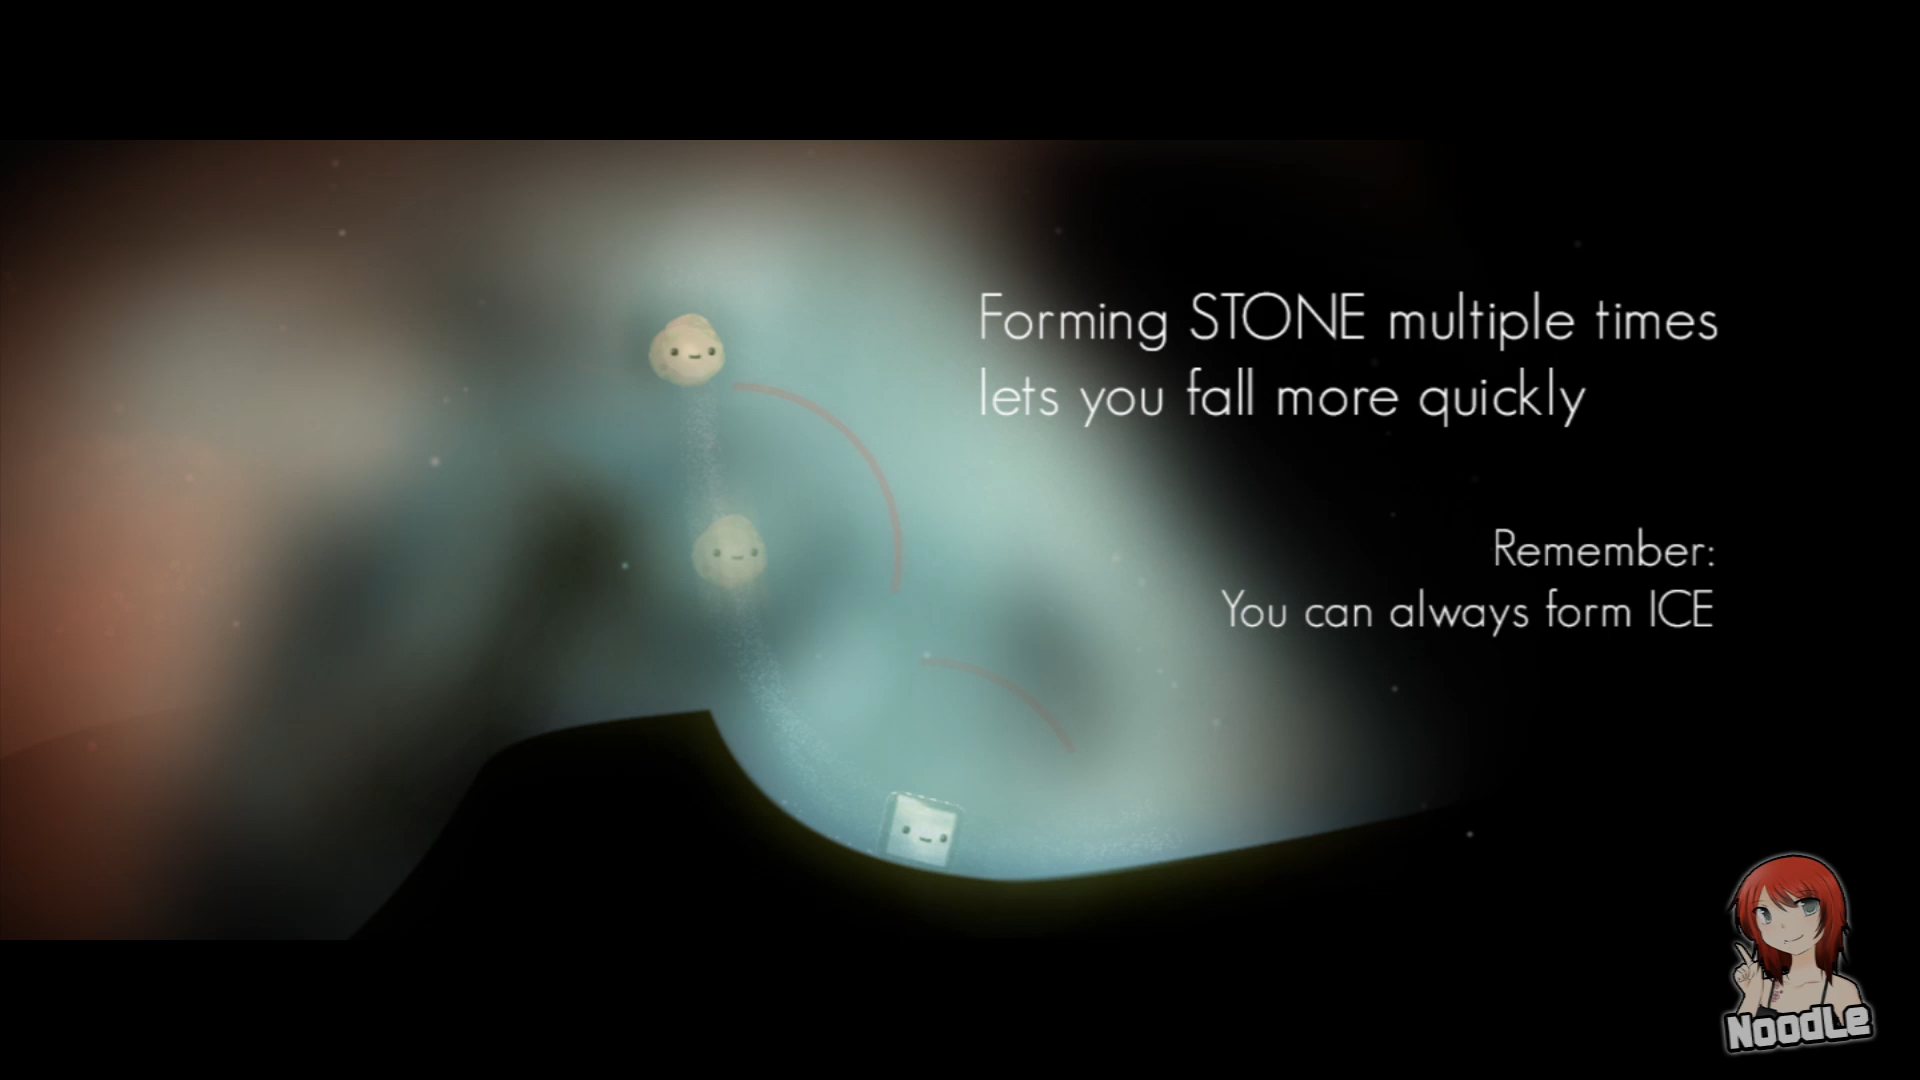 Forming STONE multiple times
lets you fall more quickly
Remember:
You can always form ICE
NoodLe